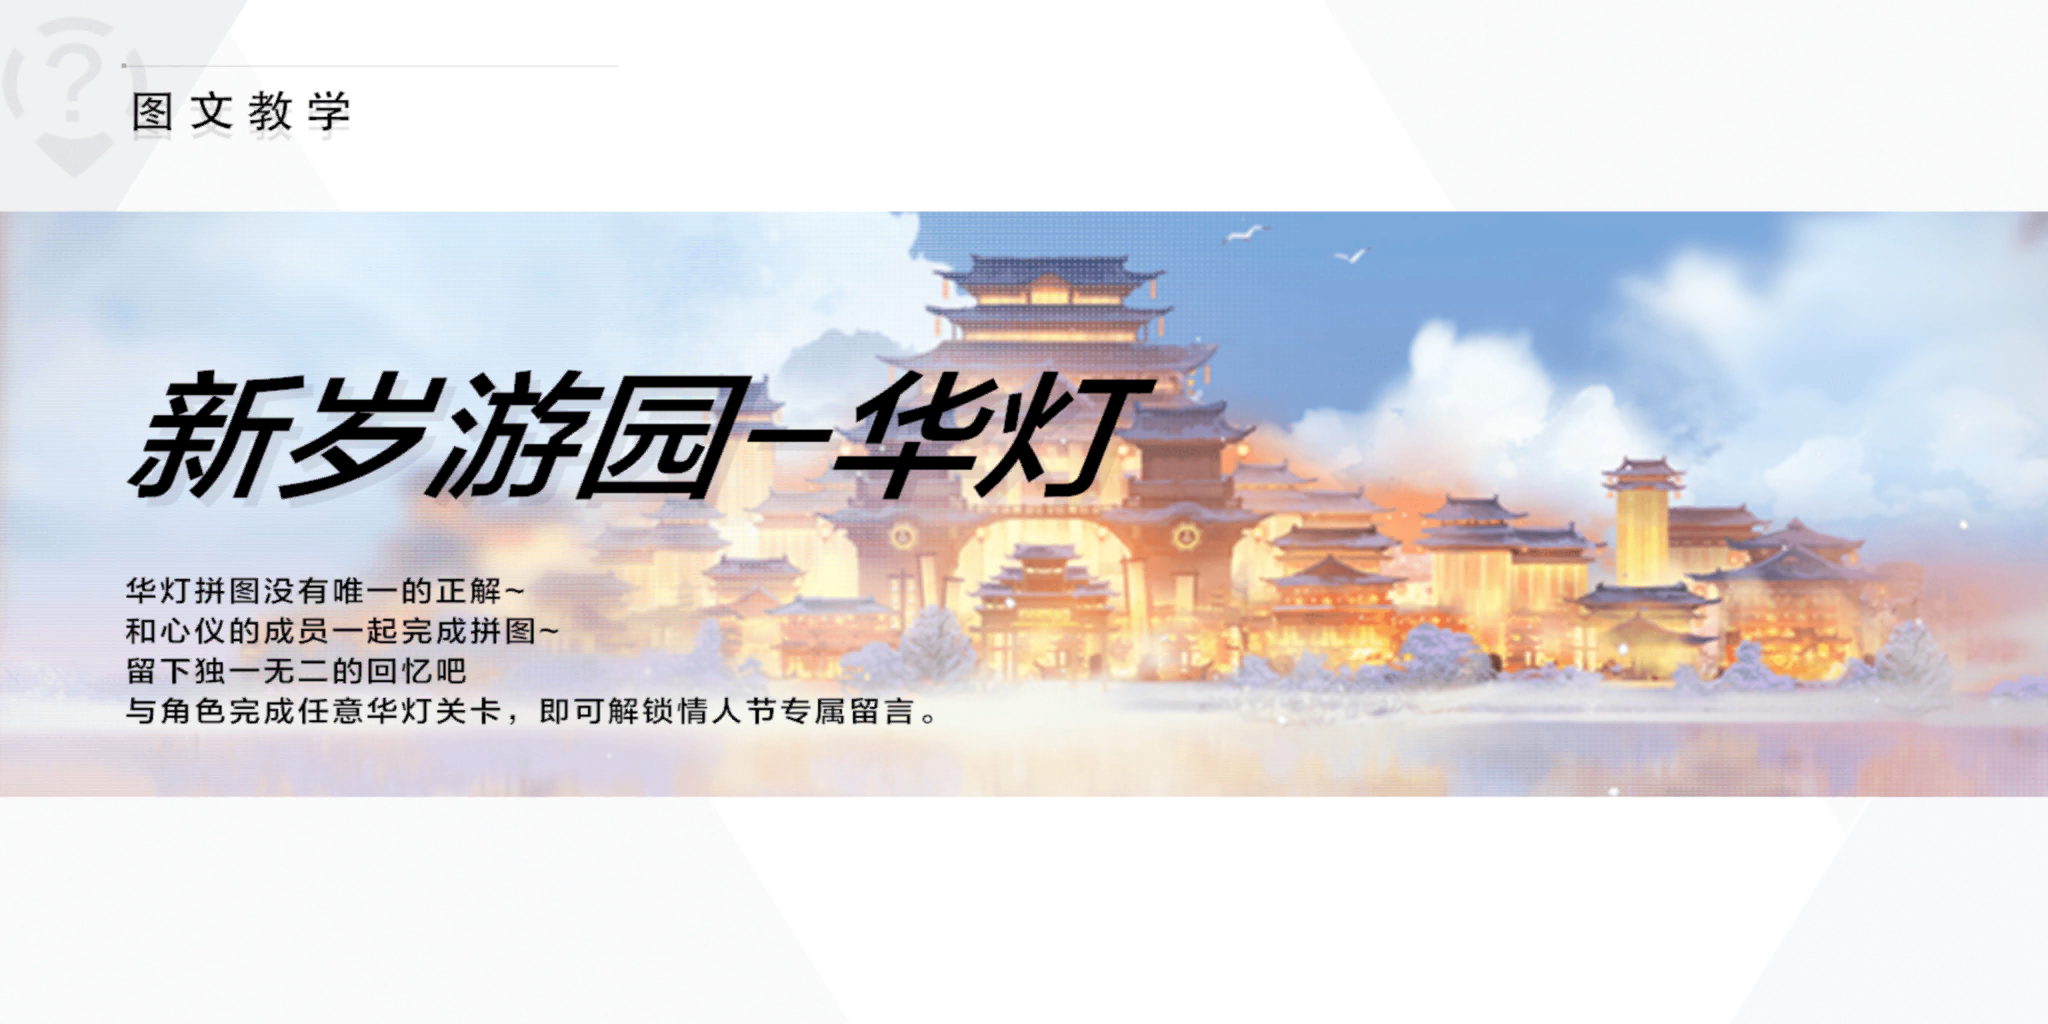 图文教学
新岁游园-华灯
华灯拼图没有唯一的正解~
和心仪的成员一起完成拼图~
留下独一无二的回忆吧
与角色完成任意华灯关卡，即可解锁情人节专属留言。